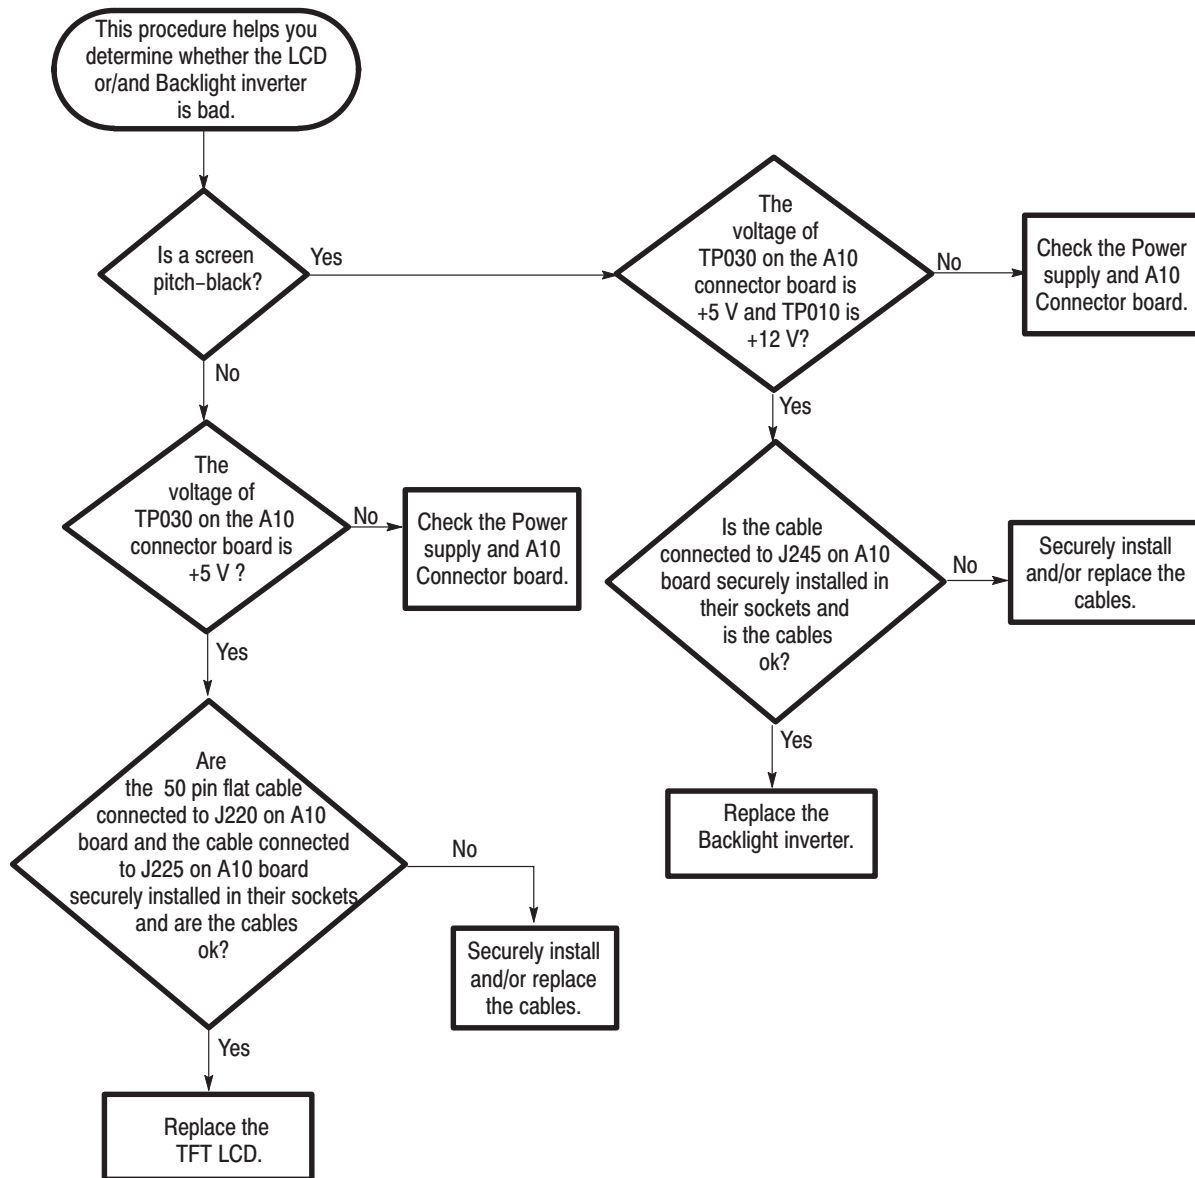 This procedure helps you
determine whether the LCD
or/and Backlight inverter
is bad.
Is a screen
pitch–black?
Yes
No
The
voltage of
TP030 on the A10
connector board is
+5 V and TP010 is
+12 V?
No
Check the Power
supply and A10
Connector board.
Yes
The
voltage of
TP030 on the A10
connector board is
+5 V ?
No
Check the Power
supply and A10
Connector board.
Yes
Is the cable
connected to J245 on A10
board securely installed in
their sockets and
is the cables
ok?
No
Securely install
and/or replace the
cables.
Yes
Replace the
Backlight inverter.
Are
the 50 pin flat cable
connected to J220 on A10
board and the cable connected
to J225 on A10 board
securely installed in their sockets
and are the cables
ok?
No
Securely install
and/or replace
the cables.
Yes
Replace the
TFT LCD.